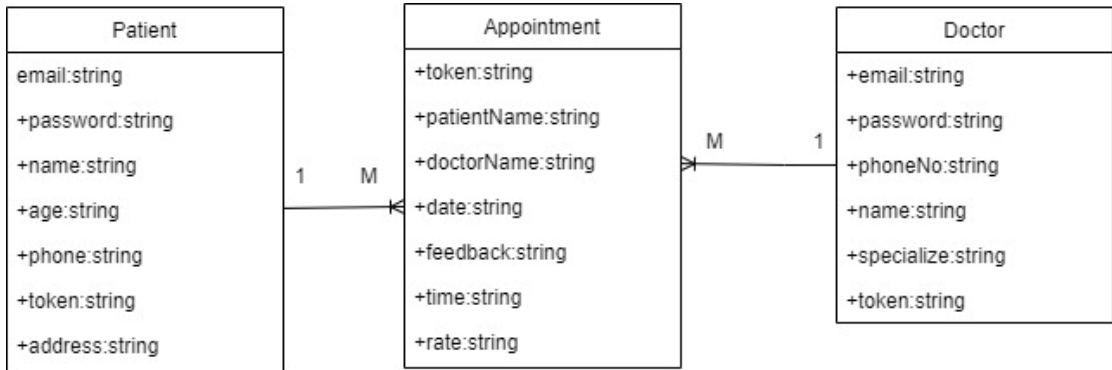 Patient
email:string
+password:string
+name:string
+age:string
+phone:string
+token:string
+address:string
1 M
Appointment
+token:string
+patientName:string
+doctorName:string
+date:string
+feedback:string
+time:string
+rate:string
M 1
Doctor
+email:string
+password:string
+phoneNo:string
+name:string
+specialize:string
+token:string